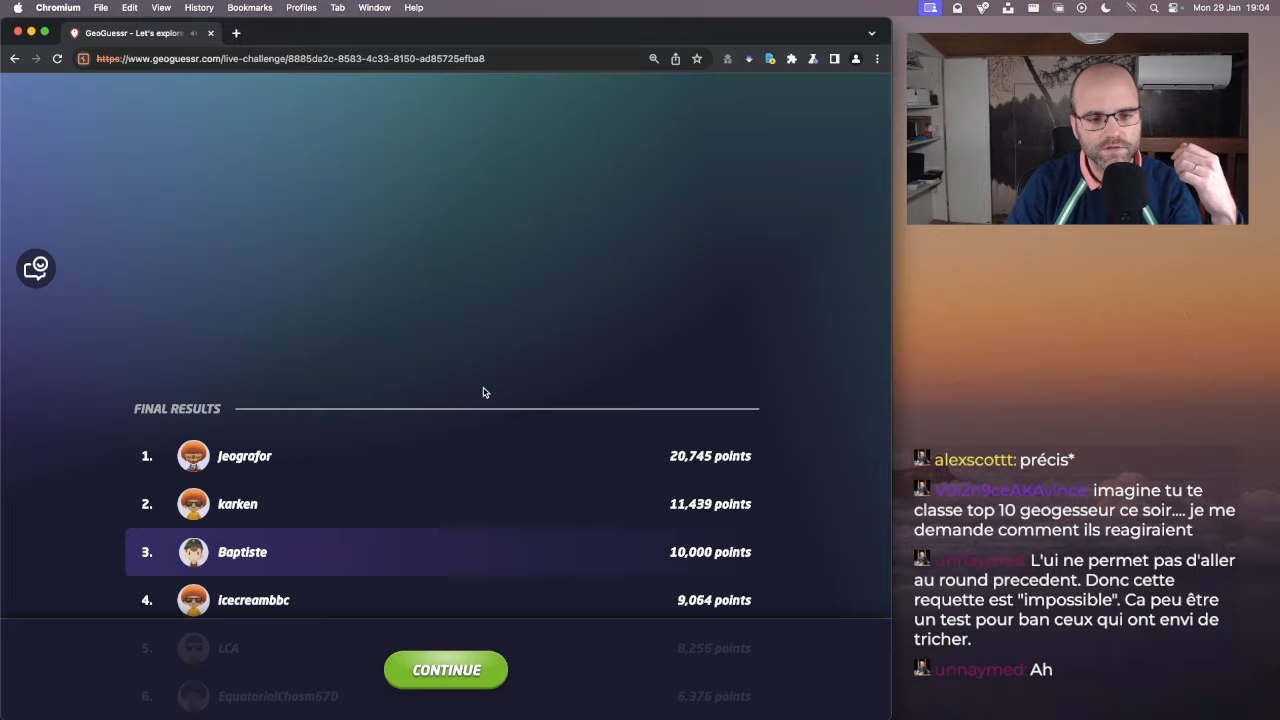 Chromium File Edit View History Bookmarks Profiles Tab Window Help Mon 29 Jan 19:04
GeoGuessr - Let's explore
https://www.geoguessr.com/live-challenge/8885da2c-8583-4c33-8150-ad85725efba8
FINAL RESULTS
1. Jeografor 20,745 points
2. karken 11,439 points
3. Baptiste 10,000 points
4. icecreambbc 9,064 points
5. LCA 8,256 points
6. EquatorialChasm670 6,376 points
CONTINUE
alexscottt: précis*
V0l2n9ceAKAvince: imagine tu te
classe top 10 geogesseur ce soir.... je me
demande comment ils reagiraient
unnaymed: L'ui ne permet pas d'aller
au round precedent. Donc cette
requette est "impossible". Ca peu être
un test pour ban ceux qui ont envi de
tricher.
unnaymed: Ah